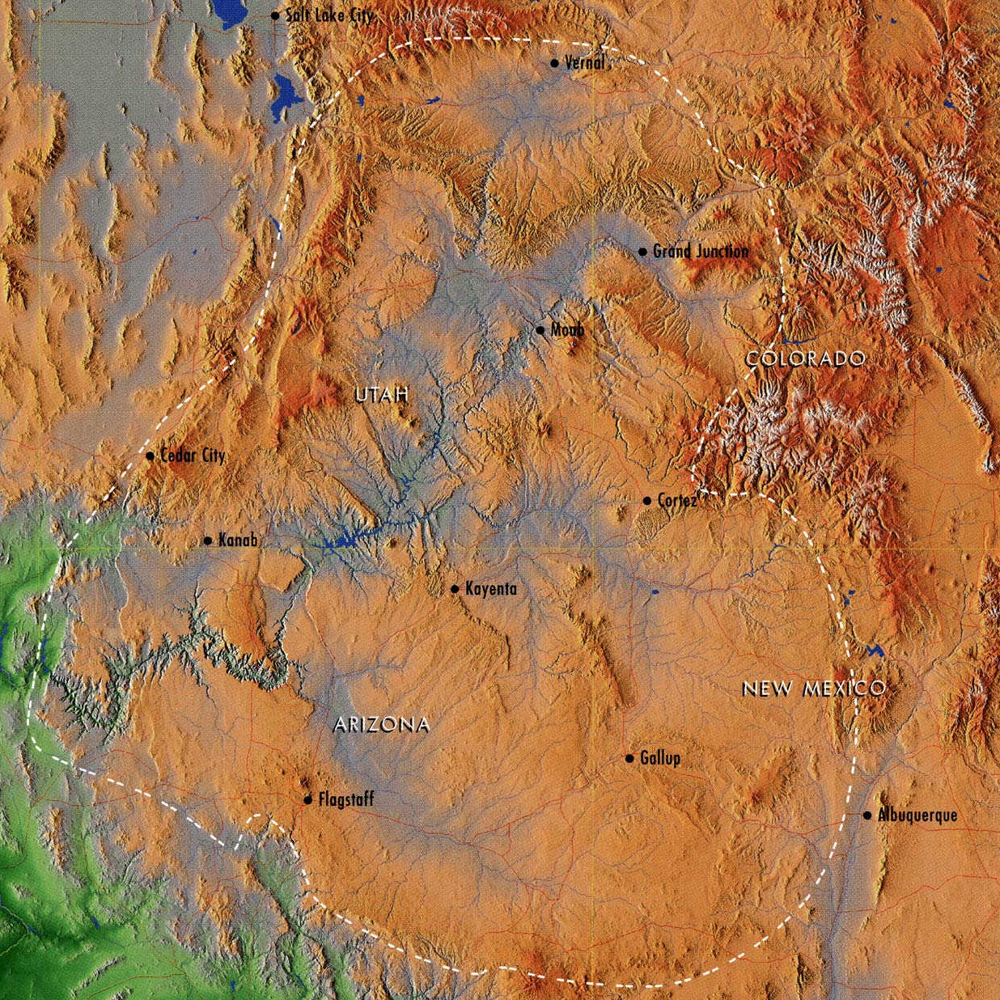 Salt Lake City
Vernal
Grand Junction
Moab
COLORADO
UTAH
Cedar City
Cortez
Kanab
Kayenta
NEW MEXICO
ARIZONA
Gallup
Flagstaff
Albuquerque